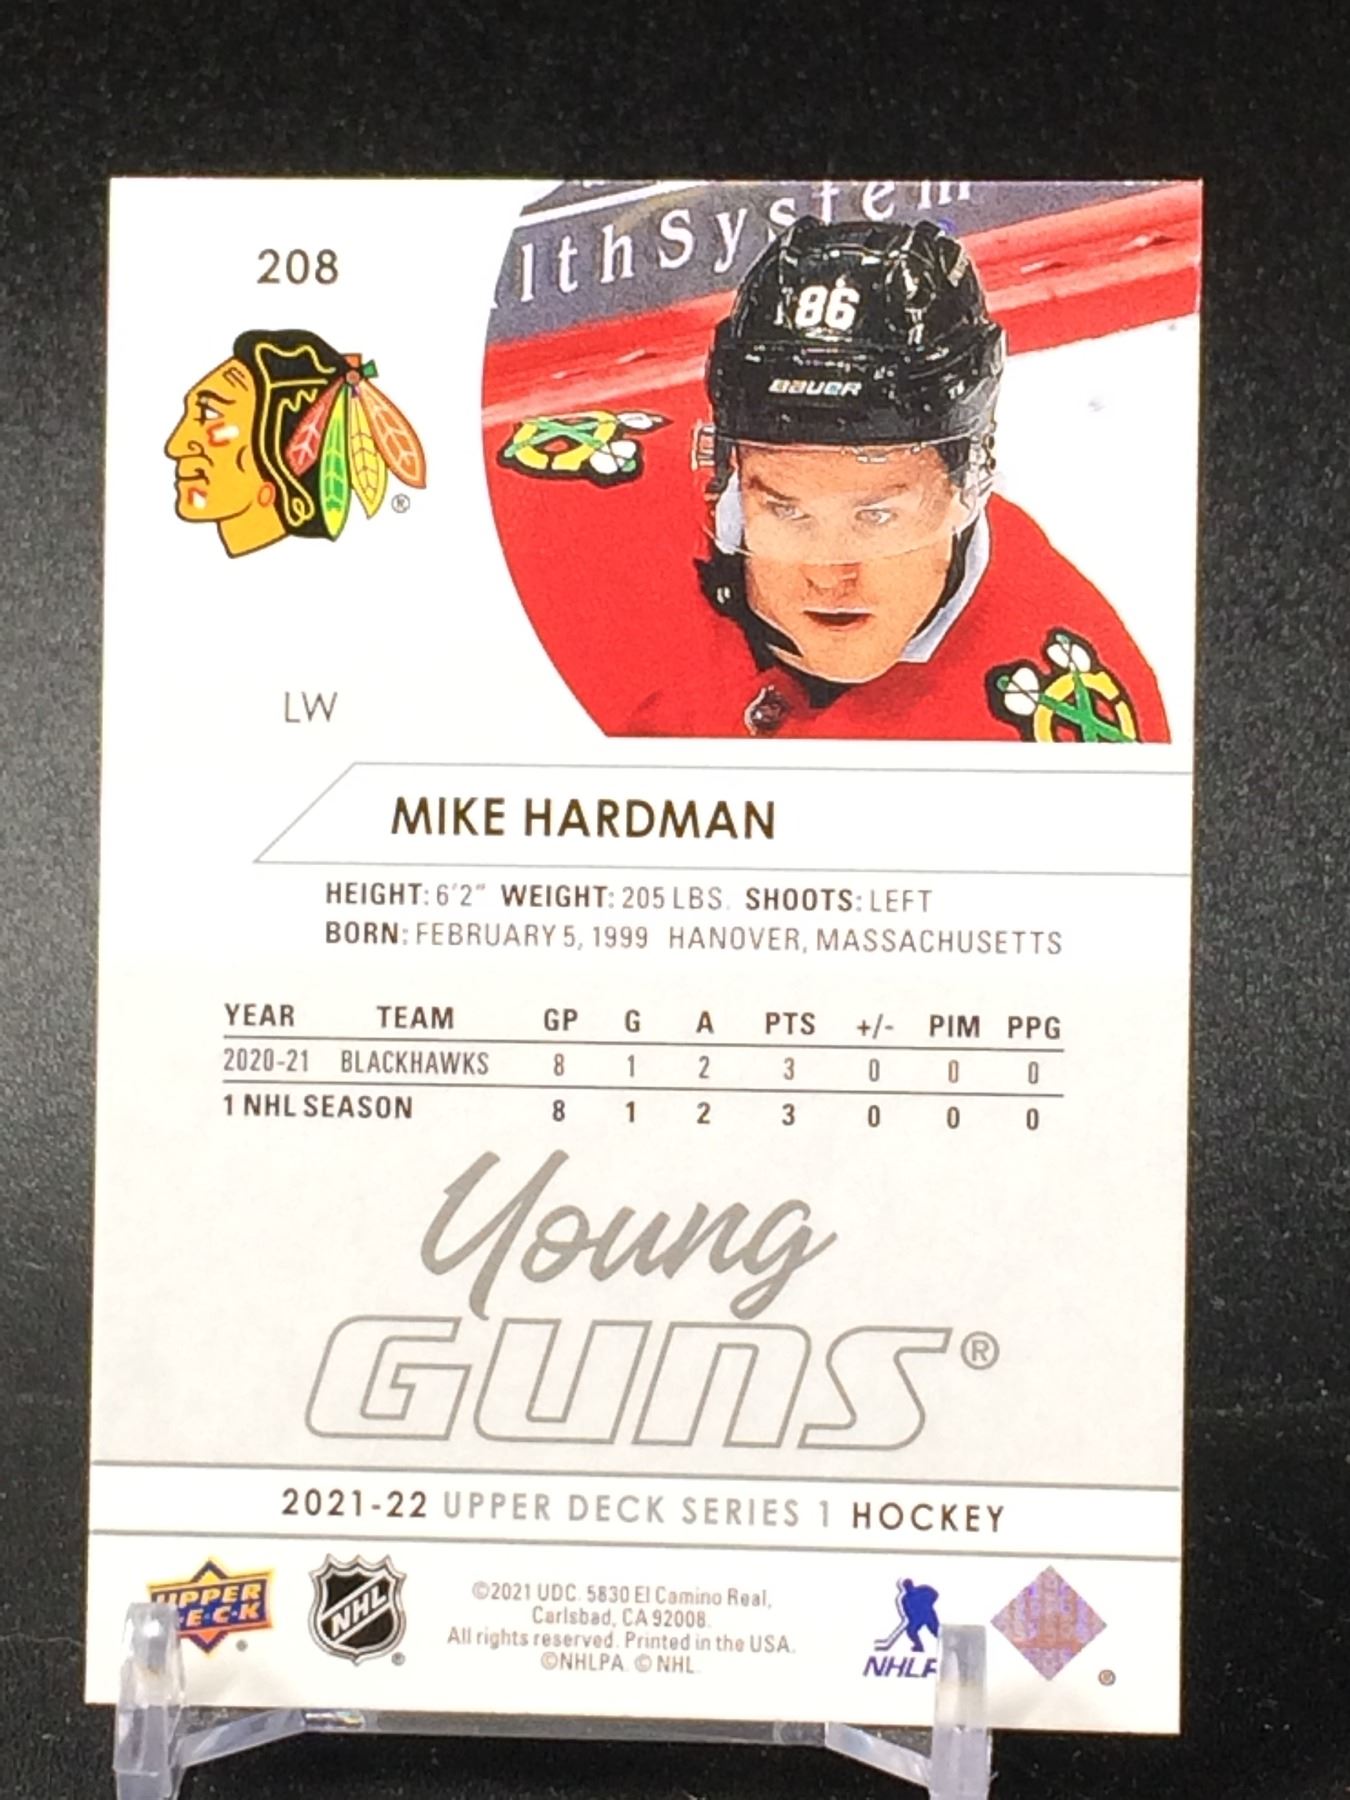 lthSystem
208
86
BAUER
®
LW
MIKE HARDMAN
HEIGHT: 6'2" WEIGHT: 205 LBS. SHOOTS: LEFT
BORN: FEBRUARY 5, 1999 HANOVER, MASSACHUSETTS
YEAR TEAM GP G A PTS +/- PIM PPG
2020-21 BLACKHAWKS 8 1 2 3 0 0 0
1 NHL SEASON 8 1 2 3 0 0 0
Young
GUNS®
2021-22 UPPER DECK SERIES 1 HOCKEY
UPPER
DECK
NHL
©2021 UDC. 5830 El Camino Real,
Carlsbad, CA 92008.
All rights reserved. Printed in the USA.
©NHLPA. © NHL.
NHLP